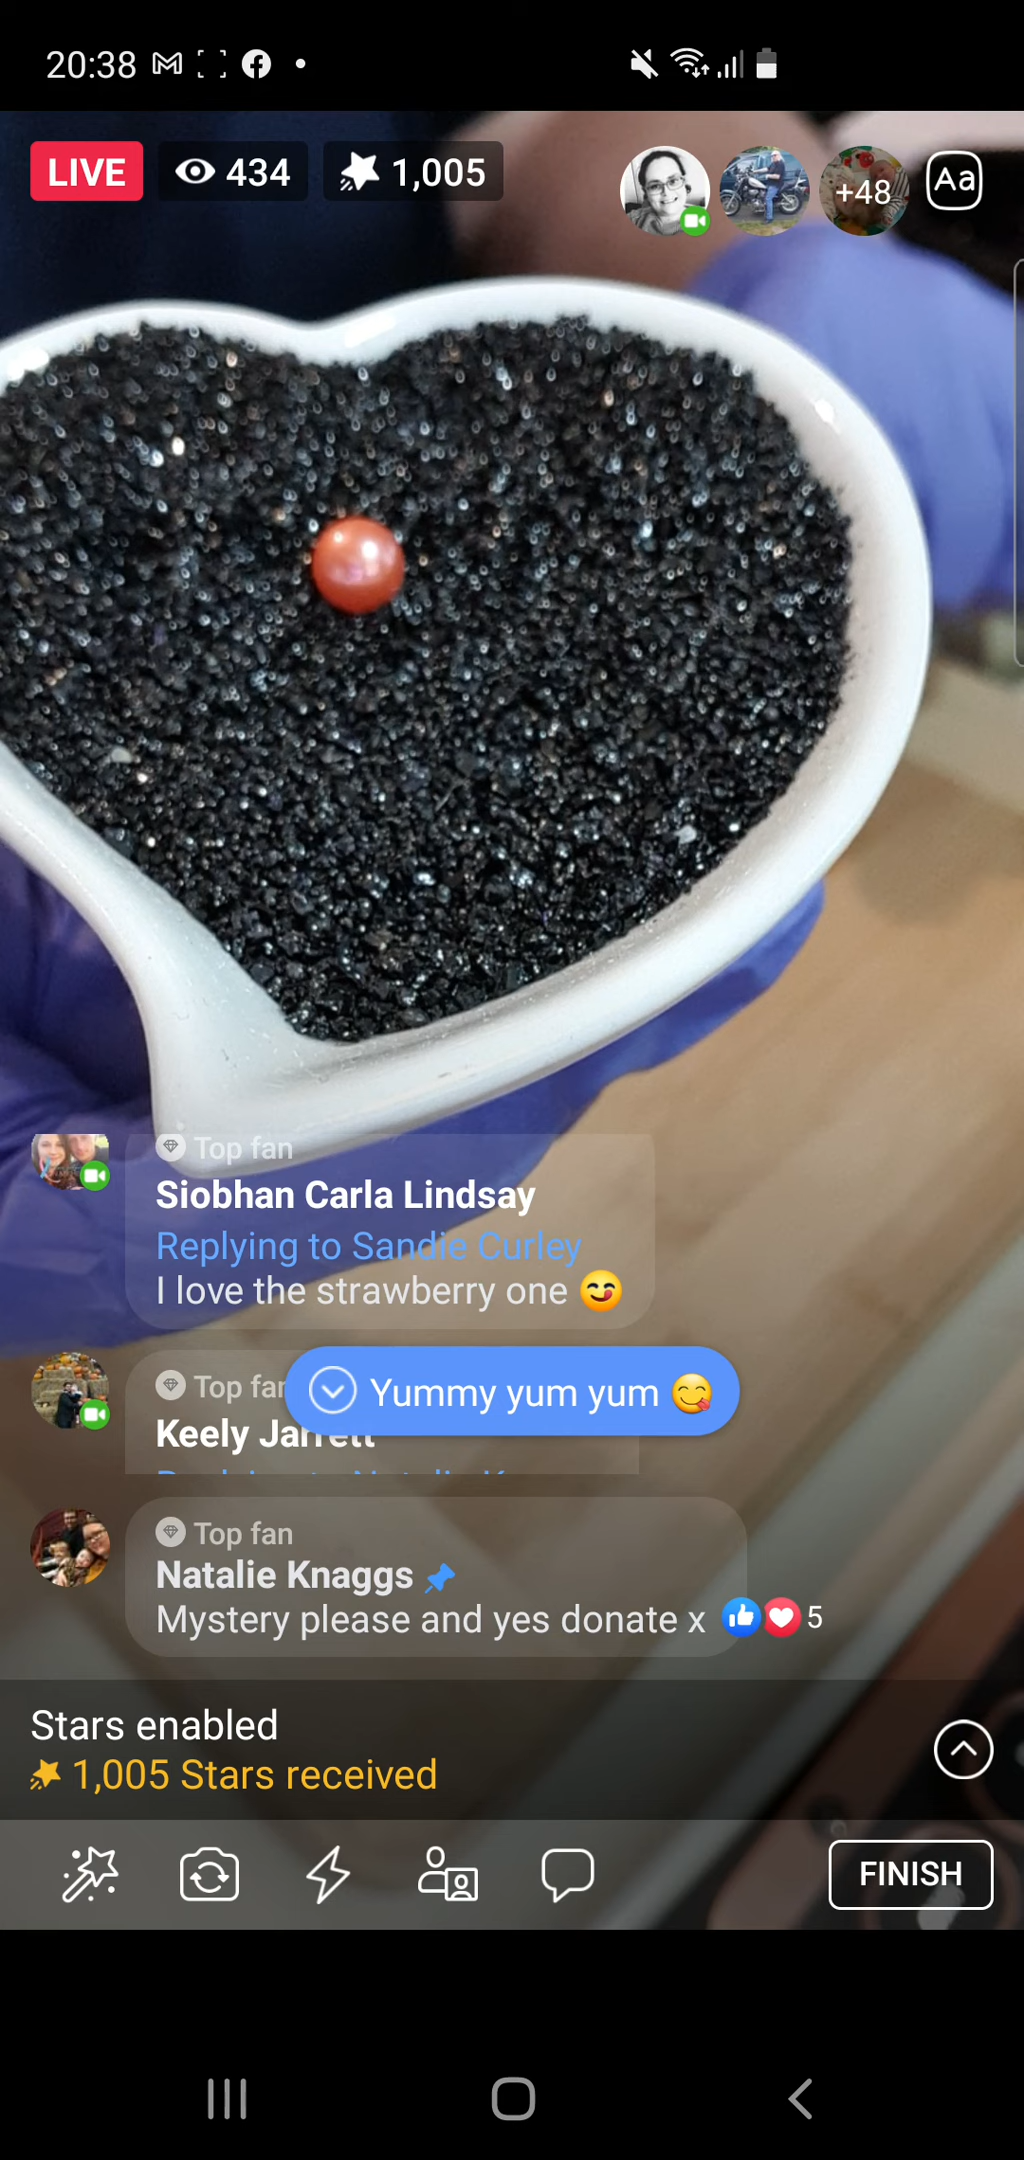 20:38
LIVE 434 1,005
+48 Aa
Top fan
Siobhan Carla Lindsay
Replying to Sandie Curley
I love the strawberry one 😋
Top fan
Yummy yum yum 😋
Keely Jarrett
Top fan
Natalie Knaggs
Mystery please and yes donate x 5
Stars enabled
1,005 Stars received
FINISH